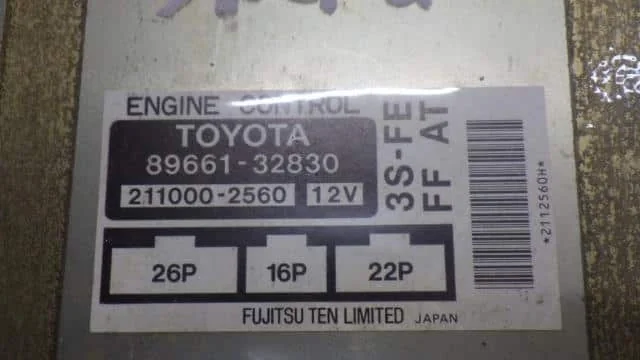 ENGINE CONTROL
TOYOTA
89661-32830
211000-2560 12V
3S-FE
FF AT
26P 16P 22P
FUJITSU TEN LIMITED JAPAN
*2112560H*